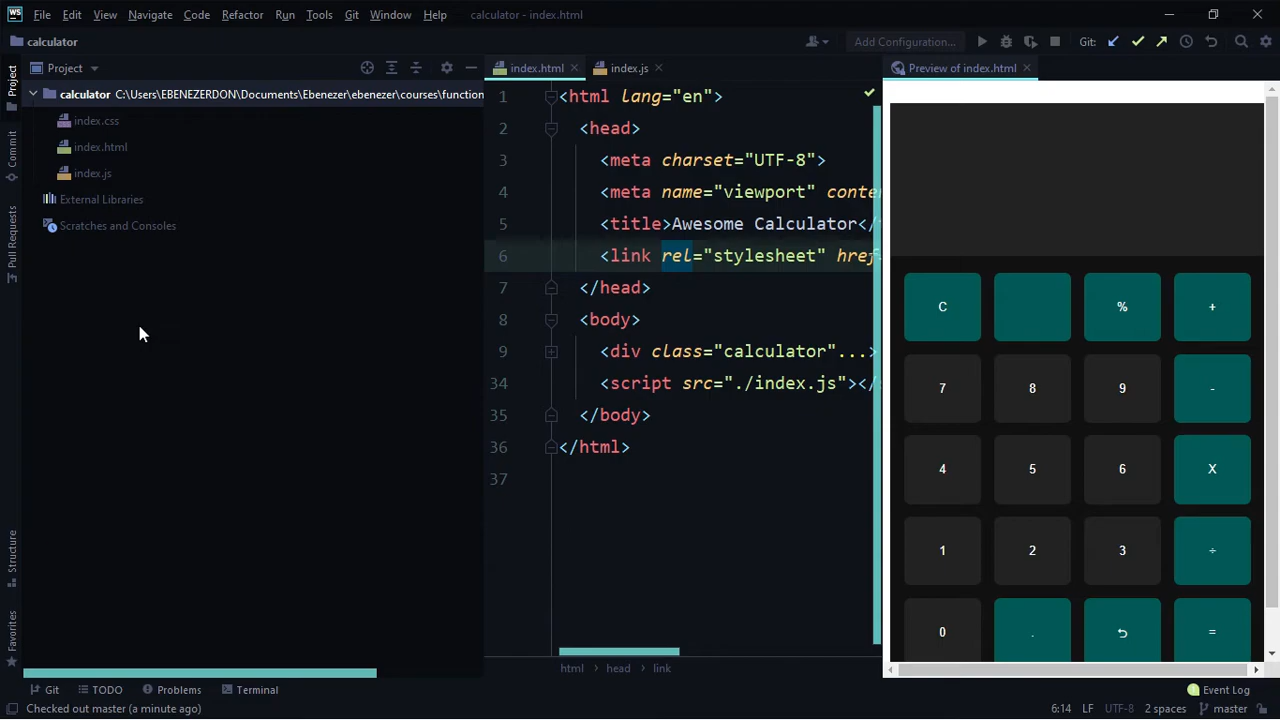 WS File Edit View Navigate Code Refactor Run Tools Git Window Help calculator - index.html
calculator Add Configuration... Git:
Project index.html index.js Preview of index.html
calculator C:\Users\EBENEZERDON\Documents\Ebenezer\ebenezer\courses\function
index.css
index.html
index.js
External Libraries
Scratches and Consoles
Project
Commit
Pull Requests
Structure
Favorites
1 <html lang="en">
2 <head>
3 <meta charset="UTF-8">
4 <meta name="viewport" conte
5 <title>Awesome Calculator</
6 <link rel="stylesheet" href
7 </head>
8 <body>
9 <div class="calculator"...>
34 <script src="./index.js"></
35 </body>
36 </html>
37
html › head › link
C % +
7 8 9 -
4 5 6 X
1 2 3 ÷
0 . ⮌ =
Git TODO Problems Terminal Event Log
Checked out master (a minute ago) 6:14 LF UTF-8 2 spaces master